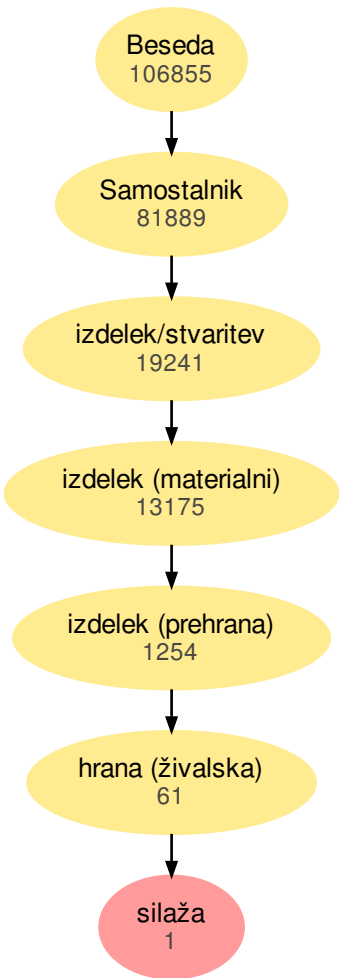 Beseda
106855
Samostalnik
81889
izdelek/stvaritev
19241
izdelek (materialni)
13175
izdelek (prehrana)
1254
hrana (živalska)
61
silaža
1